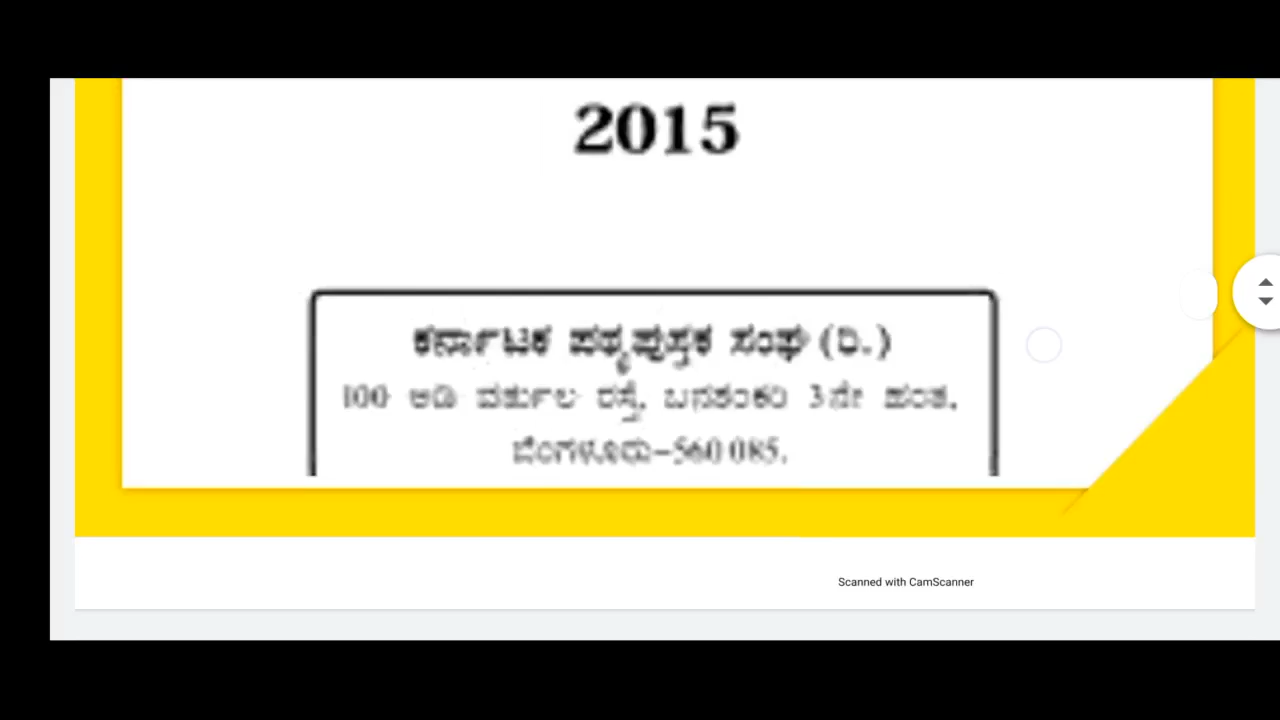 2015
ಕರ್ನಾಟಕ ಪಠ್ಯಪುಸ್ತಕ ಸಂಘ (ರಿ.)
100 ಅಡಿ ವರ್ತುಲ ರಸ್ತೆ, ಬನಶಂಕರಿ 3ನೇ ಹಂತ,
ಬೆಂಗಳೂರು–560 085.
Scanned with CamScanner